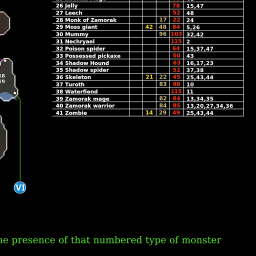 26 Jelly 78 15,47
27 Leech 52 48
28 Monk of Zamorak 17 22 24
29 Moss giant 42 48 84 5,26
30 Mummy 96 103 32,42
31 Nechryael 115 2
32 Poison spider 64 15,37,47
33 Possessed pickaxe 50 43
34 Shadow Hound 63 16,17,23
35 Shadow spider 52 37,38
36 Skeleton 21 22 45 25,43,44
37 Turoth 83 88 10
38 Waterfiend 115 11
39 Zamorak mage 82 84 13,34,35
40 Zamorak warrior 84 85 13,20,27,34,36
41 Zombie 14 29 49 25,43,44
VI
presence of that numbered type of monster